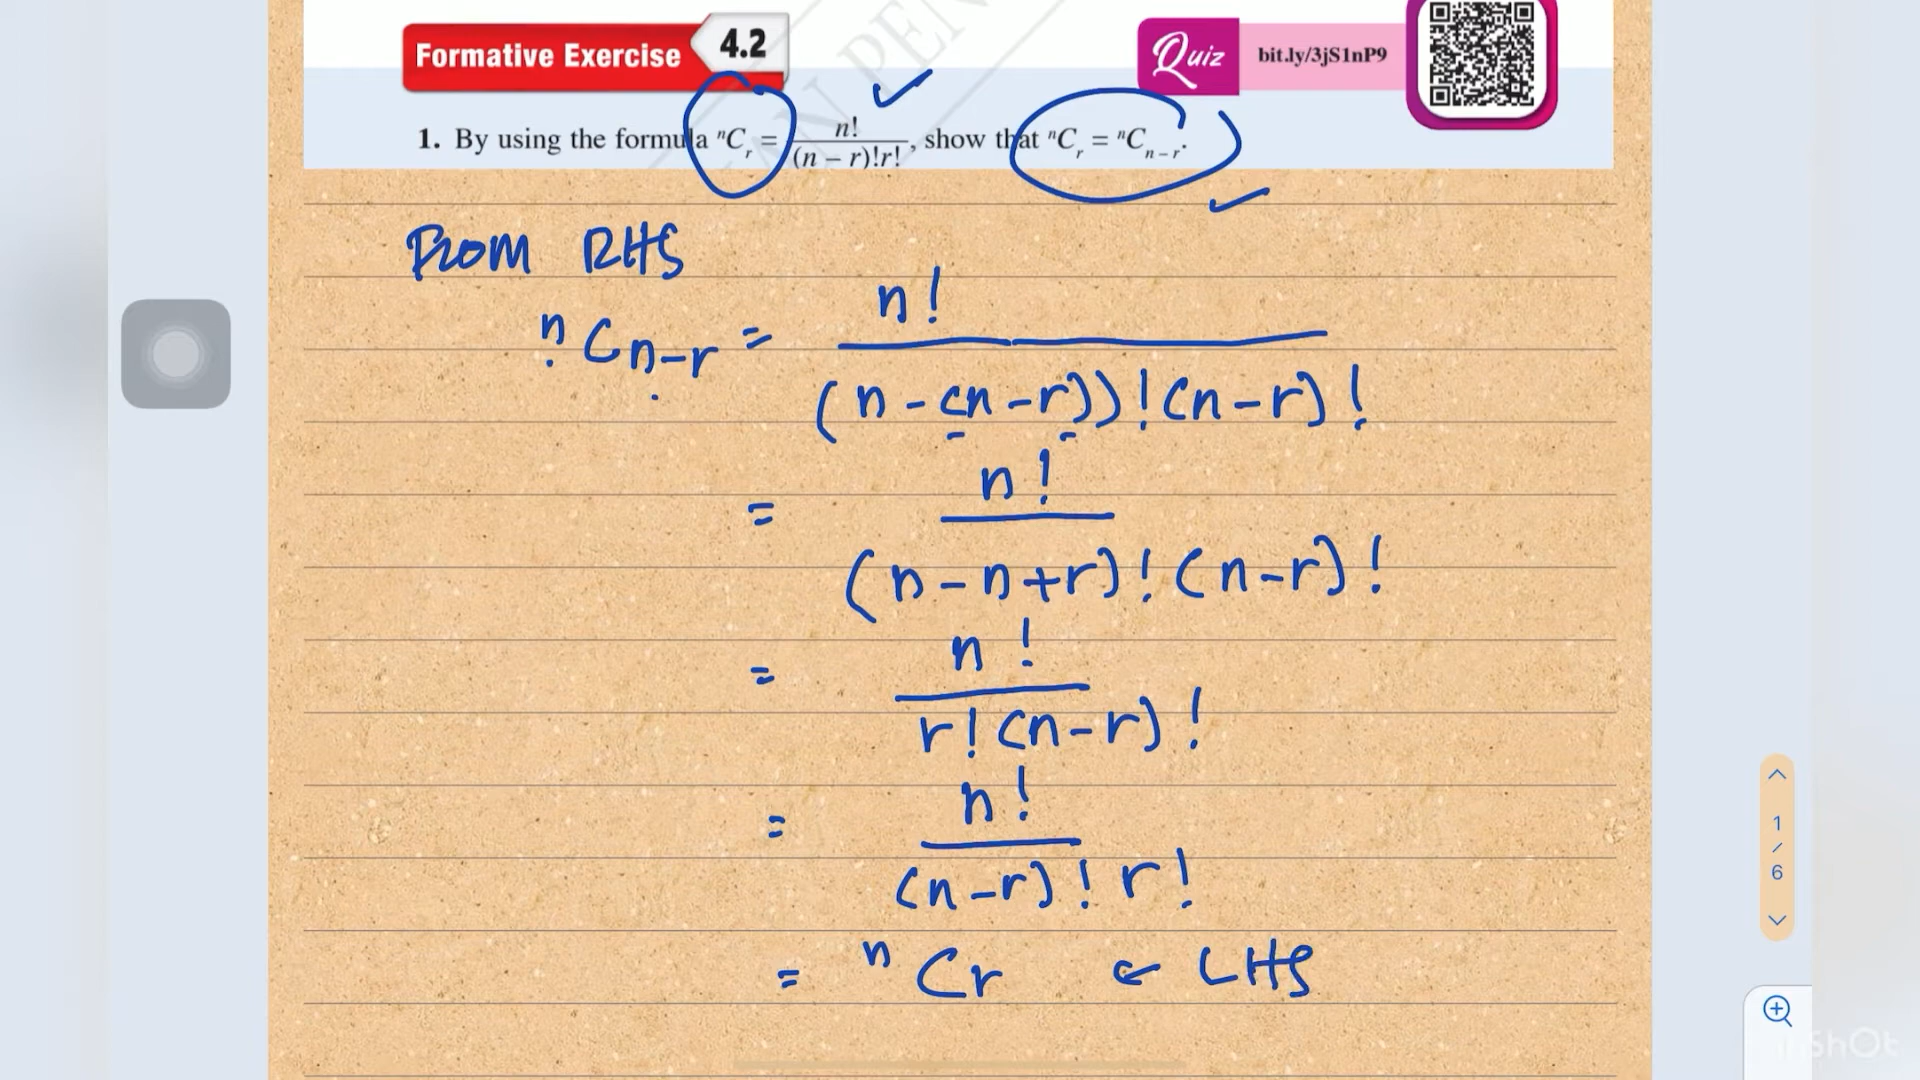 Formative Exercise 4.2
Quiz bit.ly/3jS1nP9
1. By using the formula ⁿCᵣ = n!/((n – r)!r!), show that ⁿCᵣ = ⁿCₙ₋ᵣ.
From RHS
ⁿCₙ₋ᵣ = n!/((n-(n-r))!(n-r)!)
= n!/((n-n+r)!(n-r)!)
= n!/(r!(n-r)!)
= n!/((n-r)!r!)
= ⁿCr ← LHS
1
/
6